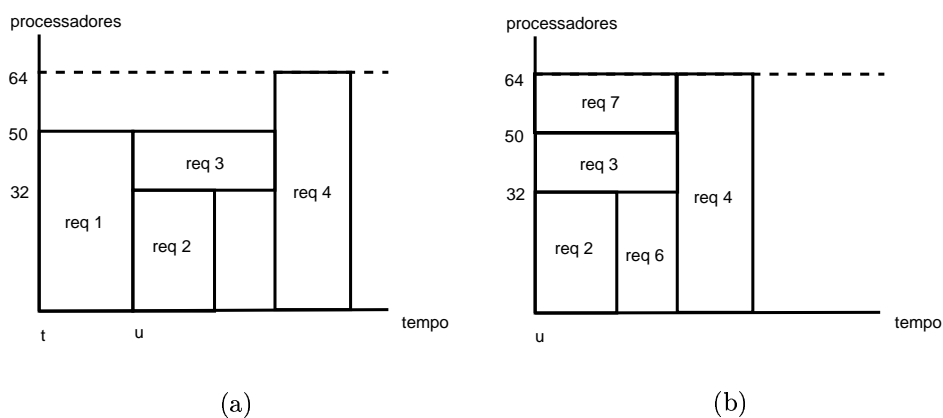 processadores
64
50
32
req 1
req 2
req 3
req 4
t
u
tempo
(a)
processadores
64
50
32
req 7
req 3
req 2
req 6
req 4
u
tempo
(b)